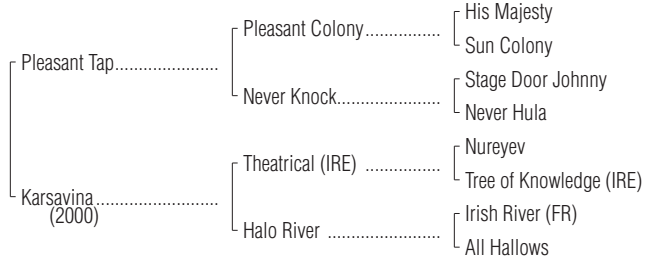 His Majesty
Pleasant Colony..................
Sun Colony
Pleasant Tap.......................
Stage Door Johnny
Never Knock........................
Never Hula
Nureyev
Theatrical (IRE) ..................
Tree of Knowledge (IRE)
Karsavina...........................
(2000)
Irish River (FR)
Halo River .........................
All Hallows